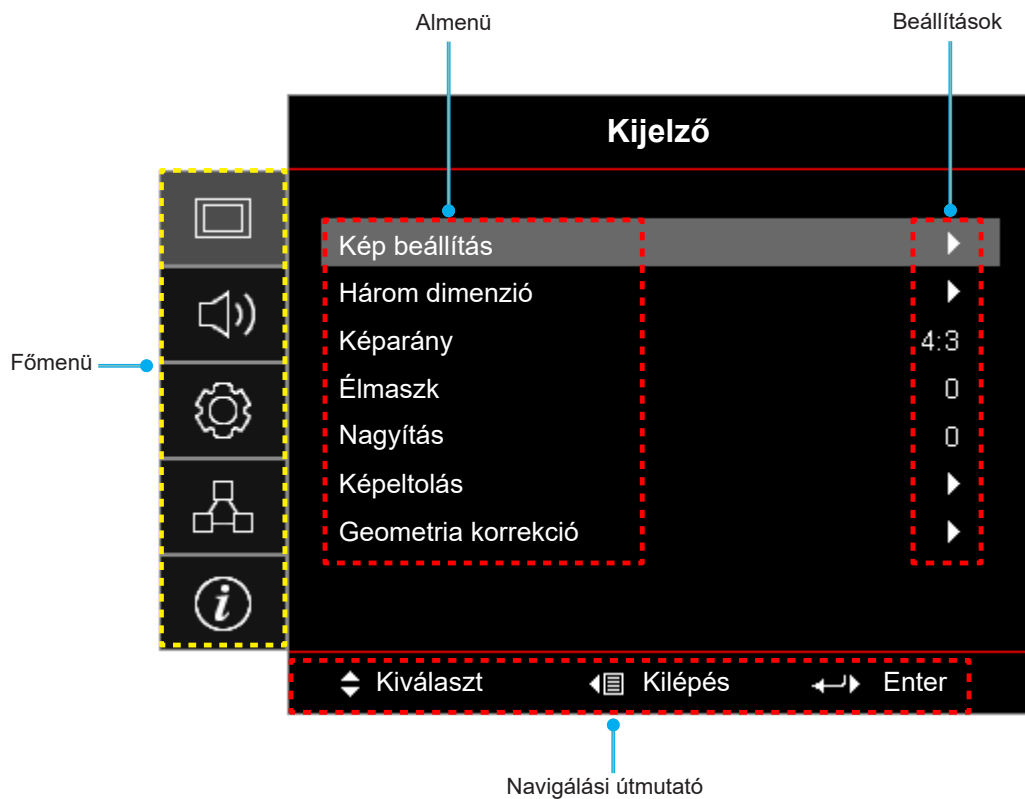 Almenü
Beállítások
Kijelző
Főmenü
Kép beállítás
Három dimenzió
Képarány 4:3
Élmaszk 0
Nagyítás 0
Képeltolás
Geometria korrekció
Kiválaszt Kilépés Enter
Navigálási útmutató